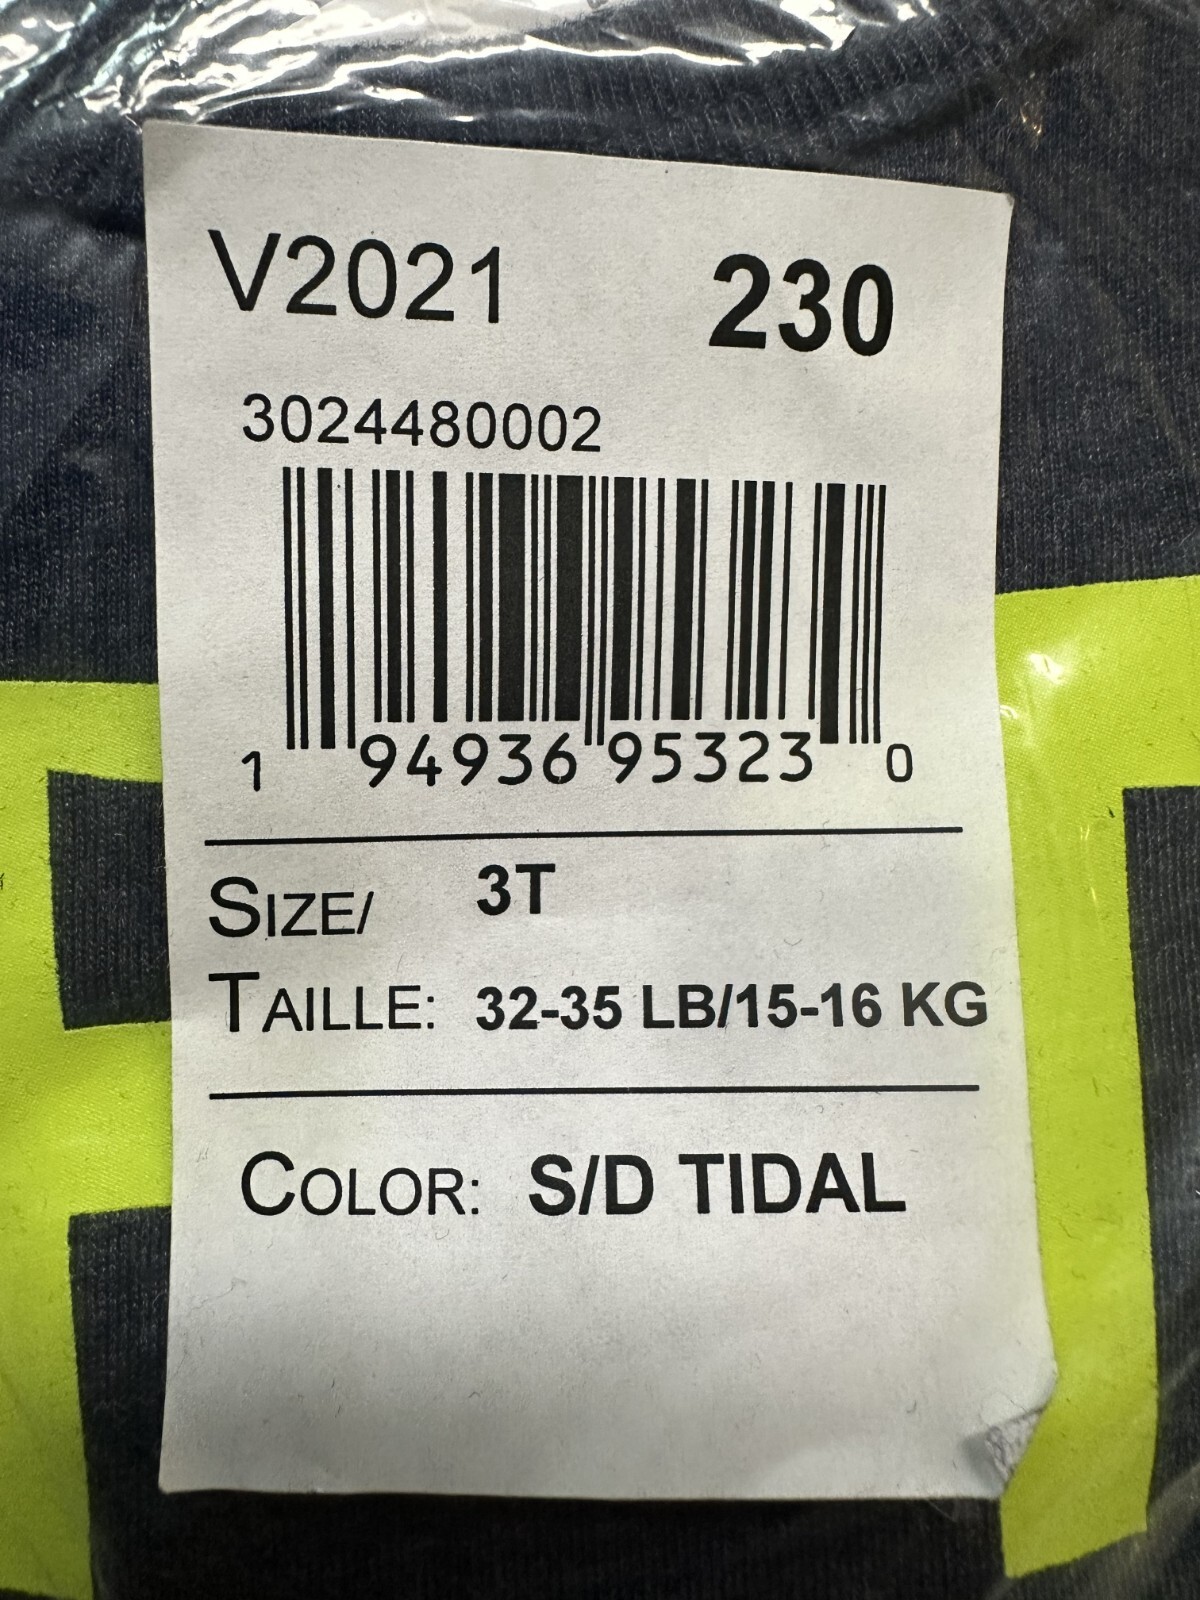 V2021 230
3024480002
1 94936 95323 0
SIZE/ 3T
TAILLE: 32-35 LB/15-16 KG
COLOR: S/D TIDAL